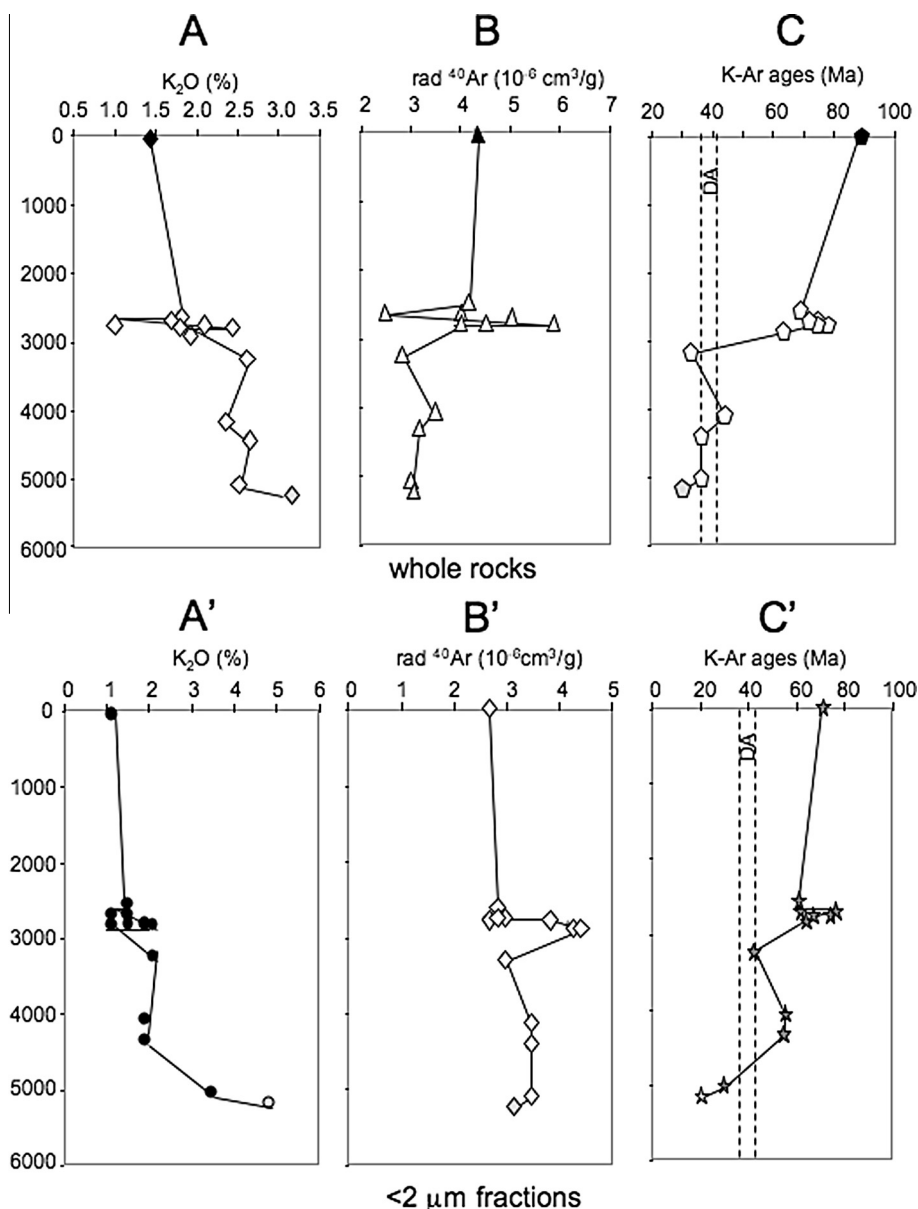 A B C
K₂O (%) rad ⁴⁰Ar (10⁻⁶ cm³/g) K-Ar ages (Ma)
0.5 1.0 1.5 2.0 2.5 3.0 3.5 2 3 4 5 6 7 20 40 60 80 100
0
DA
1000
2000
3000
4000
5000
6000
whole rocks
A' B' C'
K₂O (%) rad ⁴⁰Ar (10⁻⁶cm³/g) K-Ar ages (Ma)
0 1 2 3 4 5 6 0 1 2 3 4 5 0 20 40 60 80 100
0
DA
1000
2000
3000
4000
5000
6000
<2 μm fractions